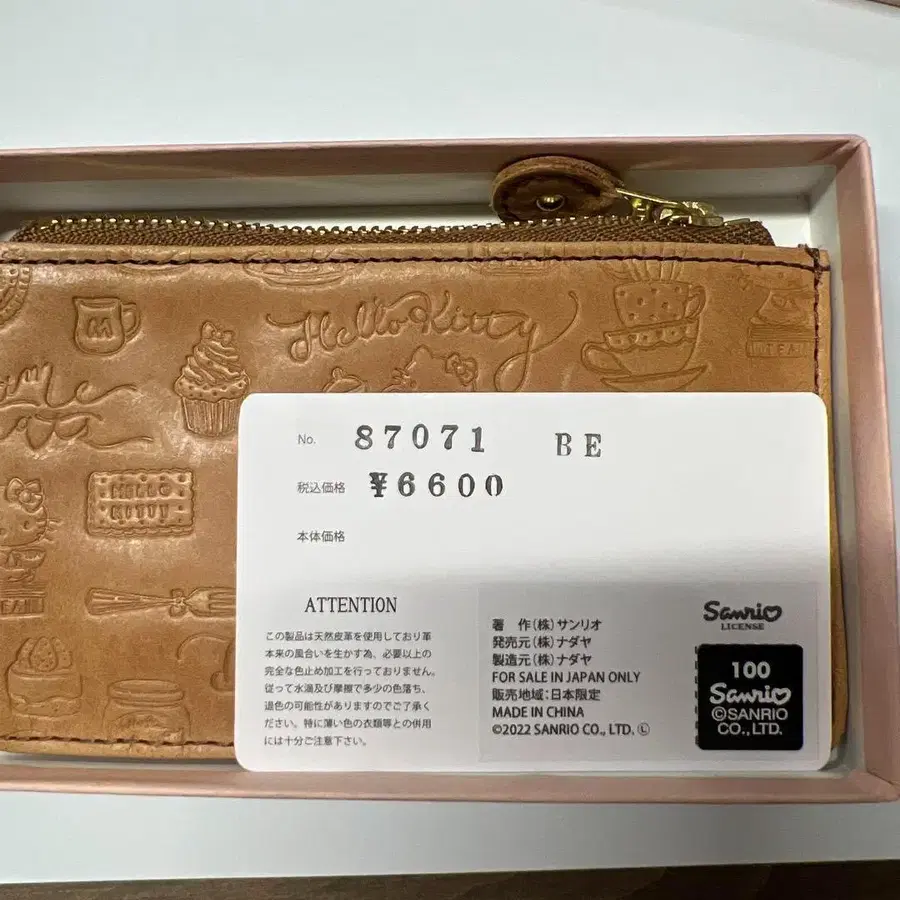 M
Hello Kitty
TEA
HELLO
KITTY
No. 87071 BE
税込価格 ¥6600
本体価格
ATTENTION
この製品は天然皮革を使用しており革
本来の風合いを生かす為、必要以上の
完全な色止め加工を行っておりません。
従って水滴及び摩擦で多少の色落ち、
退色の可能性がありますのでご了承く
ださい。特に薄い色の衣類等との併用
には十分ご注意下さい。
著 作(株)サンリオ
発売元(株)ナダヤ
製造元(株)ナダヤ
FOR SALE IN JAPAN ONLY
販売地域:日本限定
MADE IN CHINA
©2022 SANRIO CO., LTD. Ⓛ
Sanrio
LICENSE
100
Sanrio
©SANRIO
CO., LTD.